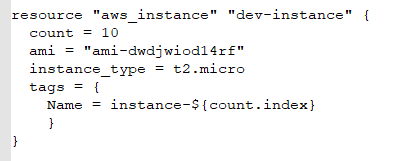 resource "aws_instance" "dev-instance" {
  count = 10
  ami = "ami-dwdjwiod14rf"
  instance_type = t2.micro
  tags = {
    Name = instance-${count.index}
    }
}